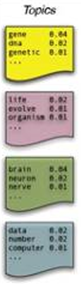 Topics
gene 0.04
dna 0.02
genetic 0.01
...
life 0.02
evolve 0.01
organism 0.01
...
brain 0.04
neuron 0.02
nerve 0.01
...
data 0.02
number 0.02
computer 0.01
...